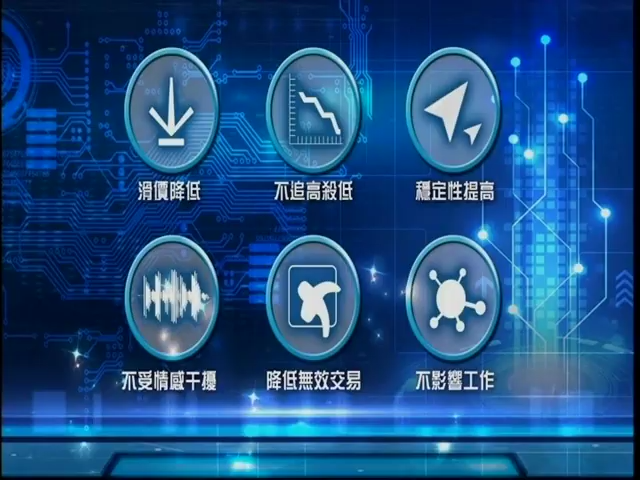 滑價降低
不追高殺低
穩定性提高
不受情感干擾
降低無效交易
不影響工作